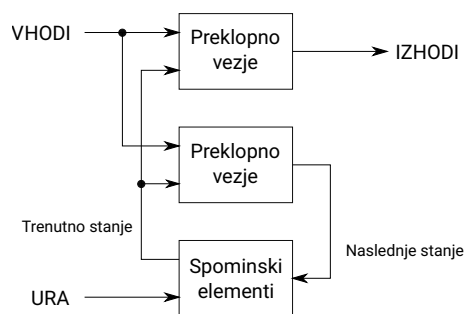 VHODI
Preklopno
vezje
IZHODI
Preklopno
vezje
Trenutno stanje
Naslednje stanje
Spominski
elementi
URA